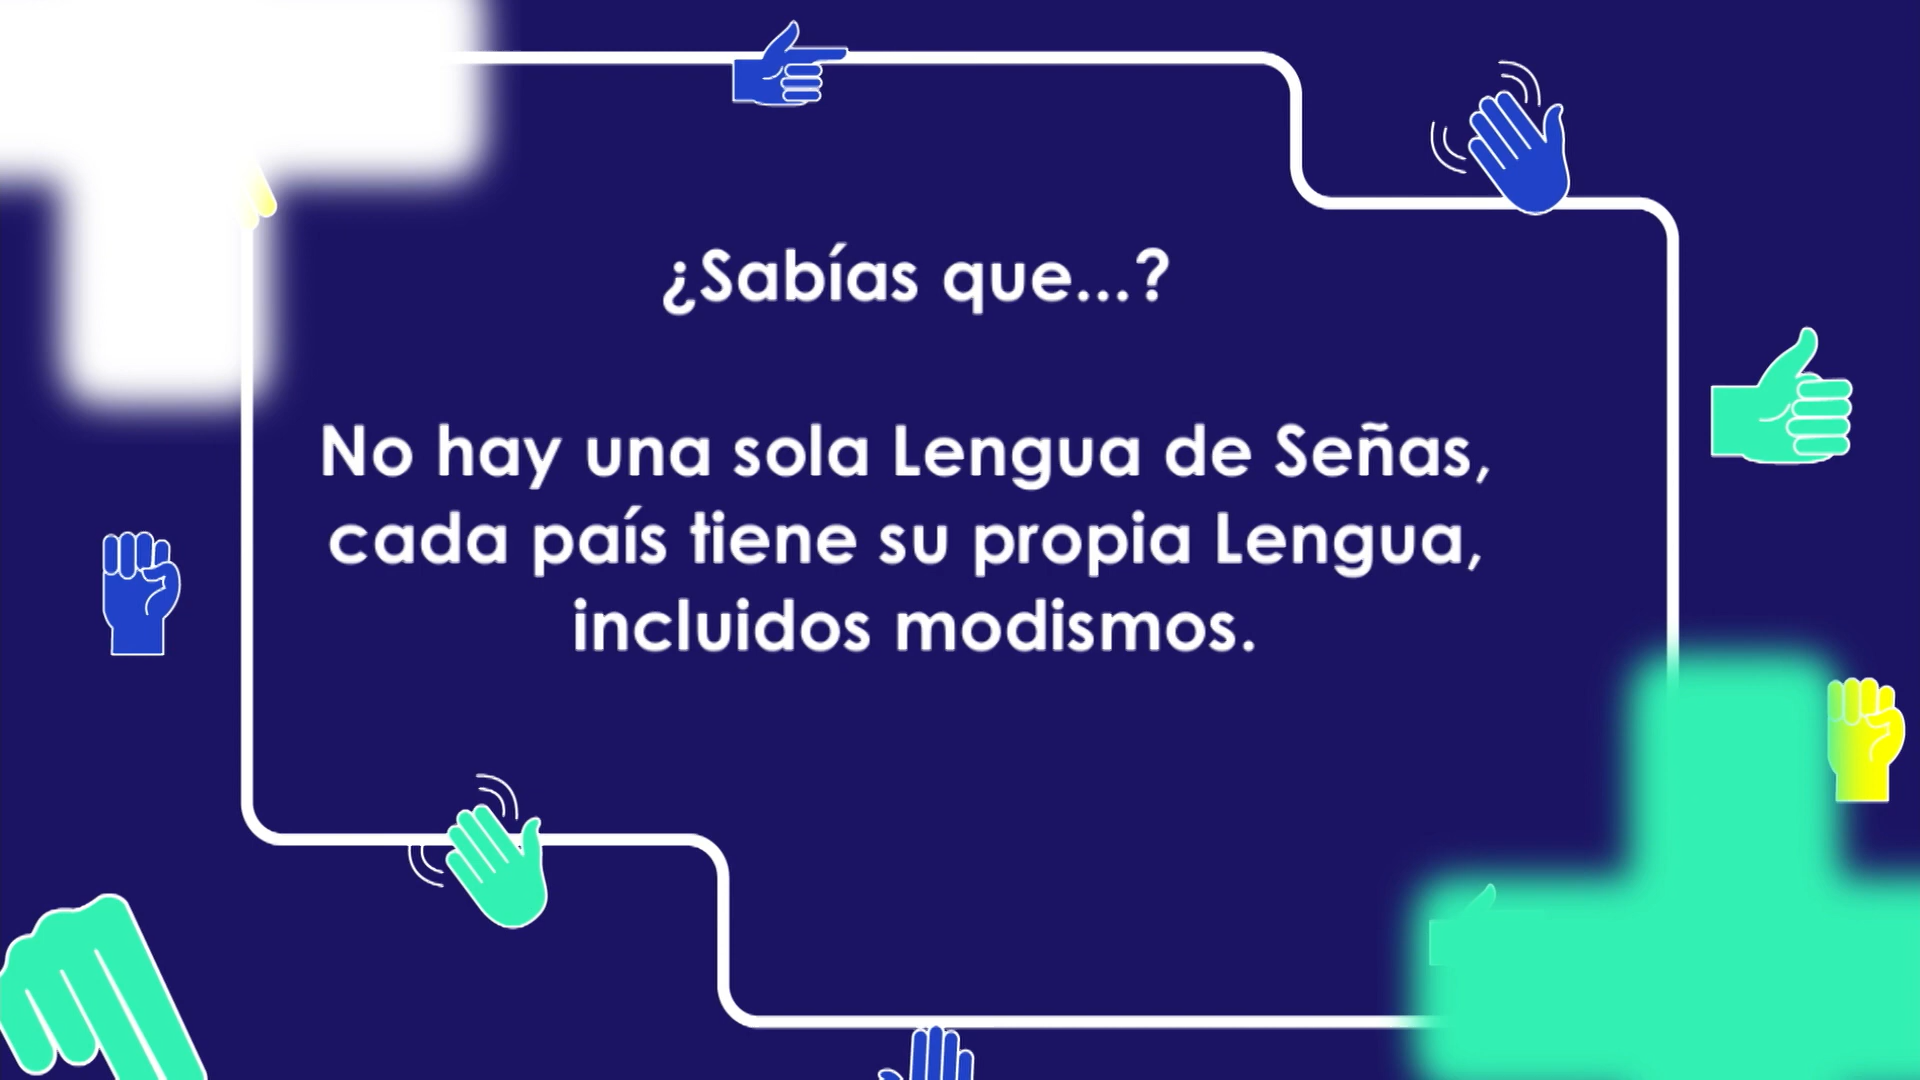 ¿Sabías que...?
No hay una sola Lengua de Señas,
cada país tiene su propia Lengua,
incluidos modismos.